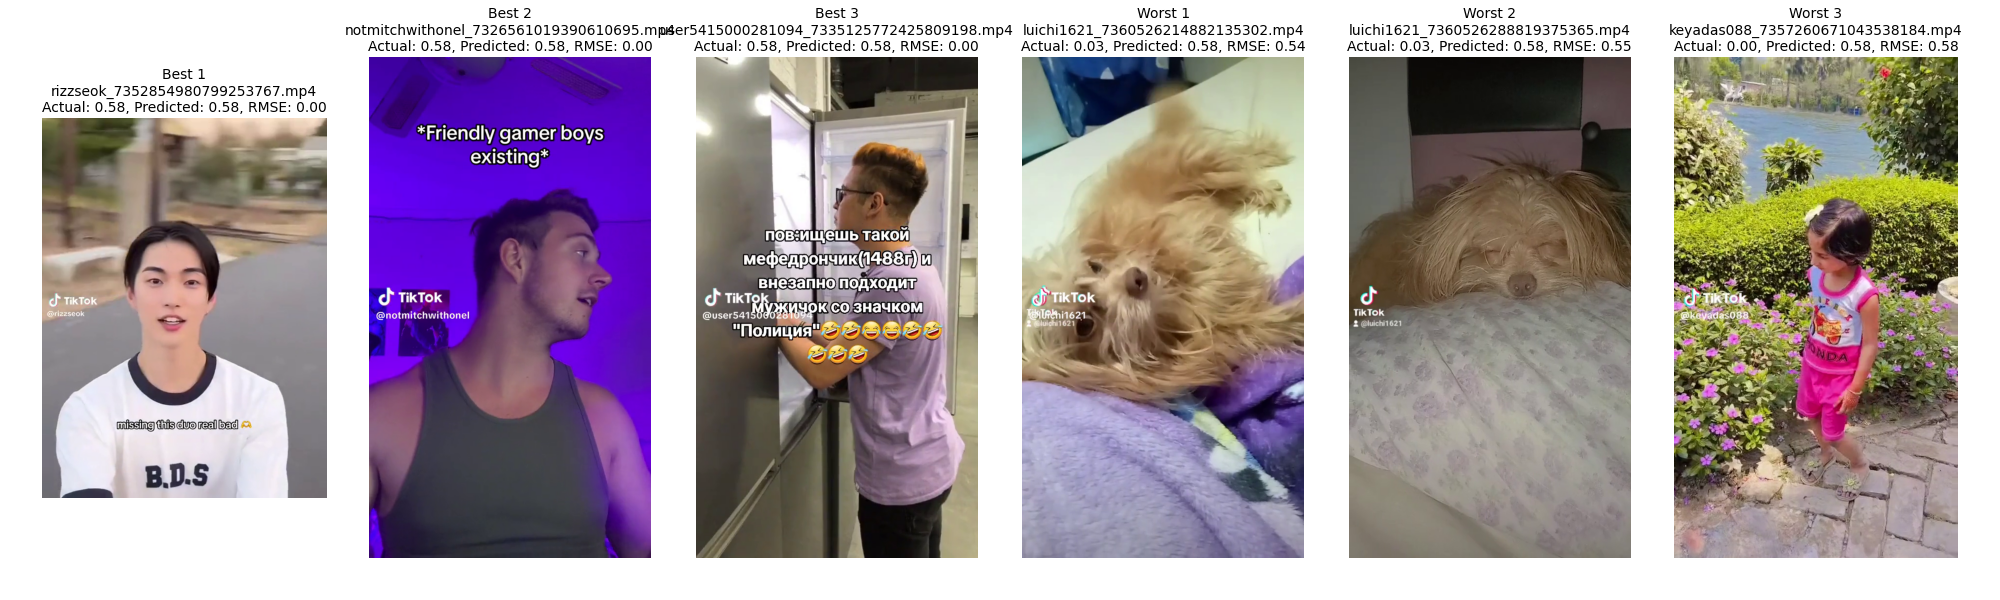 Best 1
rizzseok_7352854980799253767.mp4
Actual: 0.58, Predicted: 0.58, RMSE: 0.00
TikTok
@rizzseok
missing this duo real bad 🫶
B.D.S
Best 2
notmitchwithonel_7326561019390610695.mp4
Actual: 0.58, Predicted: 0.58, RMSE: 0.00
*Friendly gamer boys
existing*
TikTok
@notmitchwithonel
Best 3
user5415000281094_7335125772425809198.mp4
Actual: 0.58, Predicted: 0.58, RMSE: 0.00
пов:ищешь такой
мефедрончик(1488г) и
внезапно подходит
мужичок со значком
"Полиция"🤣🤣😂😂🤣🤣
🤣🤣🤣
TikTok
@user5415000281094
Worst 1
luichi1621_7360526214882135302.mp4
Actual: 0.03, Predicted: 0.58, RMSE: 0.54
TikTok
@luichi1621
TikTok
@luichi1621
Worst 2
luichi1621_7360526288819375365.mp4
Actual: 0.03, Predicted: 0.58, RMSE: 0.55
TikTok
@luichi1621
Worst 3
keyadas088_7357260671043538184.mp4
Actual: 0.00, Predicted: 0.58, RMSE: 0.58
TikTok
@keyadas088